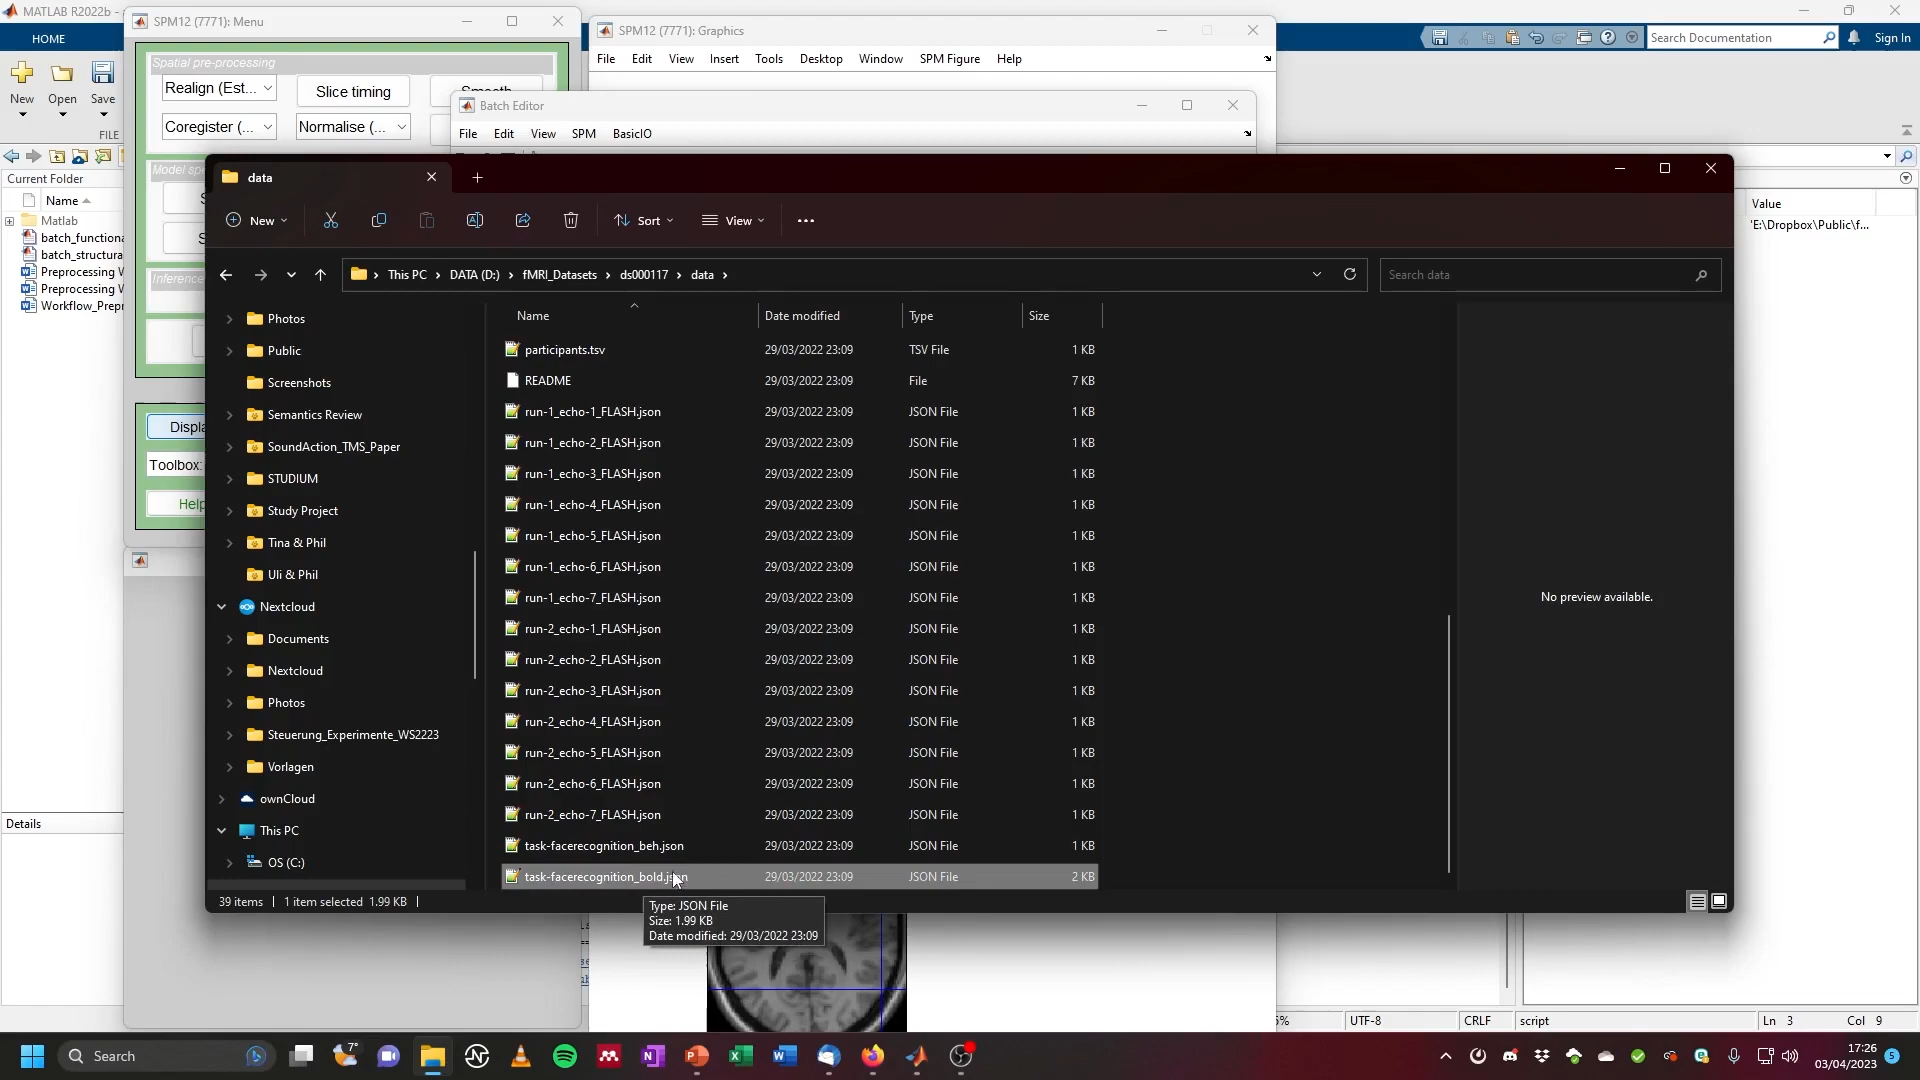 MATLAB R2022b -
SPM12 (7771): Menu
SPM12 (7771): Graphics
HOME
Search Documentation
Sign In
File Edit View Insert Tools Desktop Window SPM Figure Help
Spatial pre-processing
Realign (Est... Slice timing Smooth
New Open Save
FILE
Batch Editor
Coregister (... Normalise (...
File Edit View SPM BasicIO
Current Folder
Name
Matlab
batch_functiona
batch_structura
Preprocessing W
Preprocessing W
Workflow_Prepr
Model spe
Inference
Displa
Toolbox:
Help
Details
Value
'E:\Dropbox\Public\f...
data
New Sort View
This PC DATA (D:) fMRI_Datasets ds000117 data
Search data
Photos
Public
Screenshots
Semantics Review
SoundAction_TMS_Paper
STUDIUM
Study Project
Tina & Phil
Uli & Phil
Nextcloud
Documents
Nextcloud
Photos
Steuerung_Experimente_WS2223
Vorlagen
ownCloud
This PC
OS (C:)
Name Date modified Type Size
participants.tsv 29/03/2022 23:09 TSV File 1 KB
README 29/03/2022 23:09 File 7 KB
run-1_echo-1_FLASH.json 29/03/2022 23:09 JSON File 1 KB
run-1_echo-2_FLASH.json 29/03/2022 23:09 JSON File 1 KB
run-1_echo-3_FLASH.json 29/03/2022 23:09 JSON File 1 KB
run-1_echo-4_FLASH.json 29/03/2022 23:09 JSON File 1 KB
run-1_echo-5_FLASH.json 29/03/2022 23:09 JSON File 1 KB
run-1_echo-6_FLASH.json 29/03/2022 23:09 JSON File 1 KB
run-1_echo-7_FLASH.json 29/03/2022 23:09 JSON File 1 KB
run-2_echo-1_FLASH.json 29/03/2022 23:09 JSON File 1 KB
run-2_echo-2_FLASH.json 29/03/2022 23:09 JSON File 1 KB
run-2_echo-3_FLASH.json 29/03/2022 23:09 JSON File 1 KB
run-2_echo-4_FLASH.json 29/03/2022 23:09 JSON File 1 KB
run-2_echo-5_FLASH.json 29/03/2022 23:09 JSON File 1 KB
run-2_echo-6_FLASH.json 29/03/2022 23:09 JSON File 1 KB
run-2_echo-7_FLASH.json 29/03/2022 23:09 JSON File 1 KB
task-facerecognition_beh.json 29/03/2022 23:09 JSON File 1 KB
task-facerecognition_bold.json 29/03/2022 23:09 JSON File 2 KB
No preview available.
39 items 1 item selected 1.99 KB
Type: JSON File
Size: 1.99 KB
Date modified: 29/03/2022 23:09
UTF-8 CRLF script Ln 3 Col 9
Search
7°
17:26
03/04/2023
5